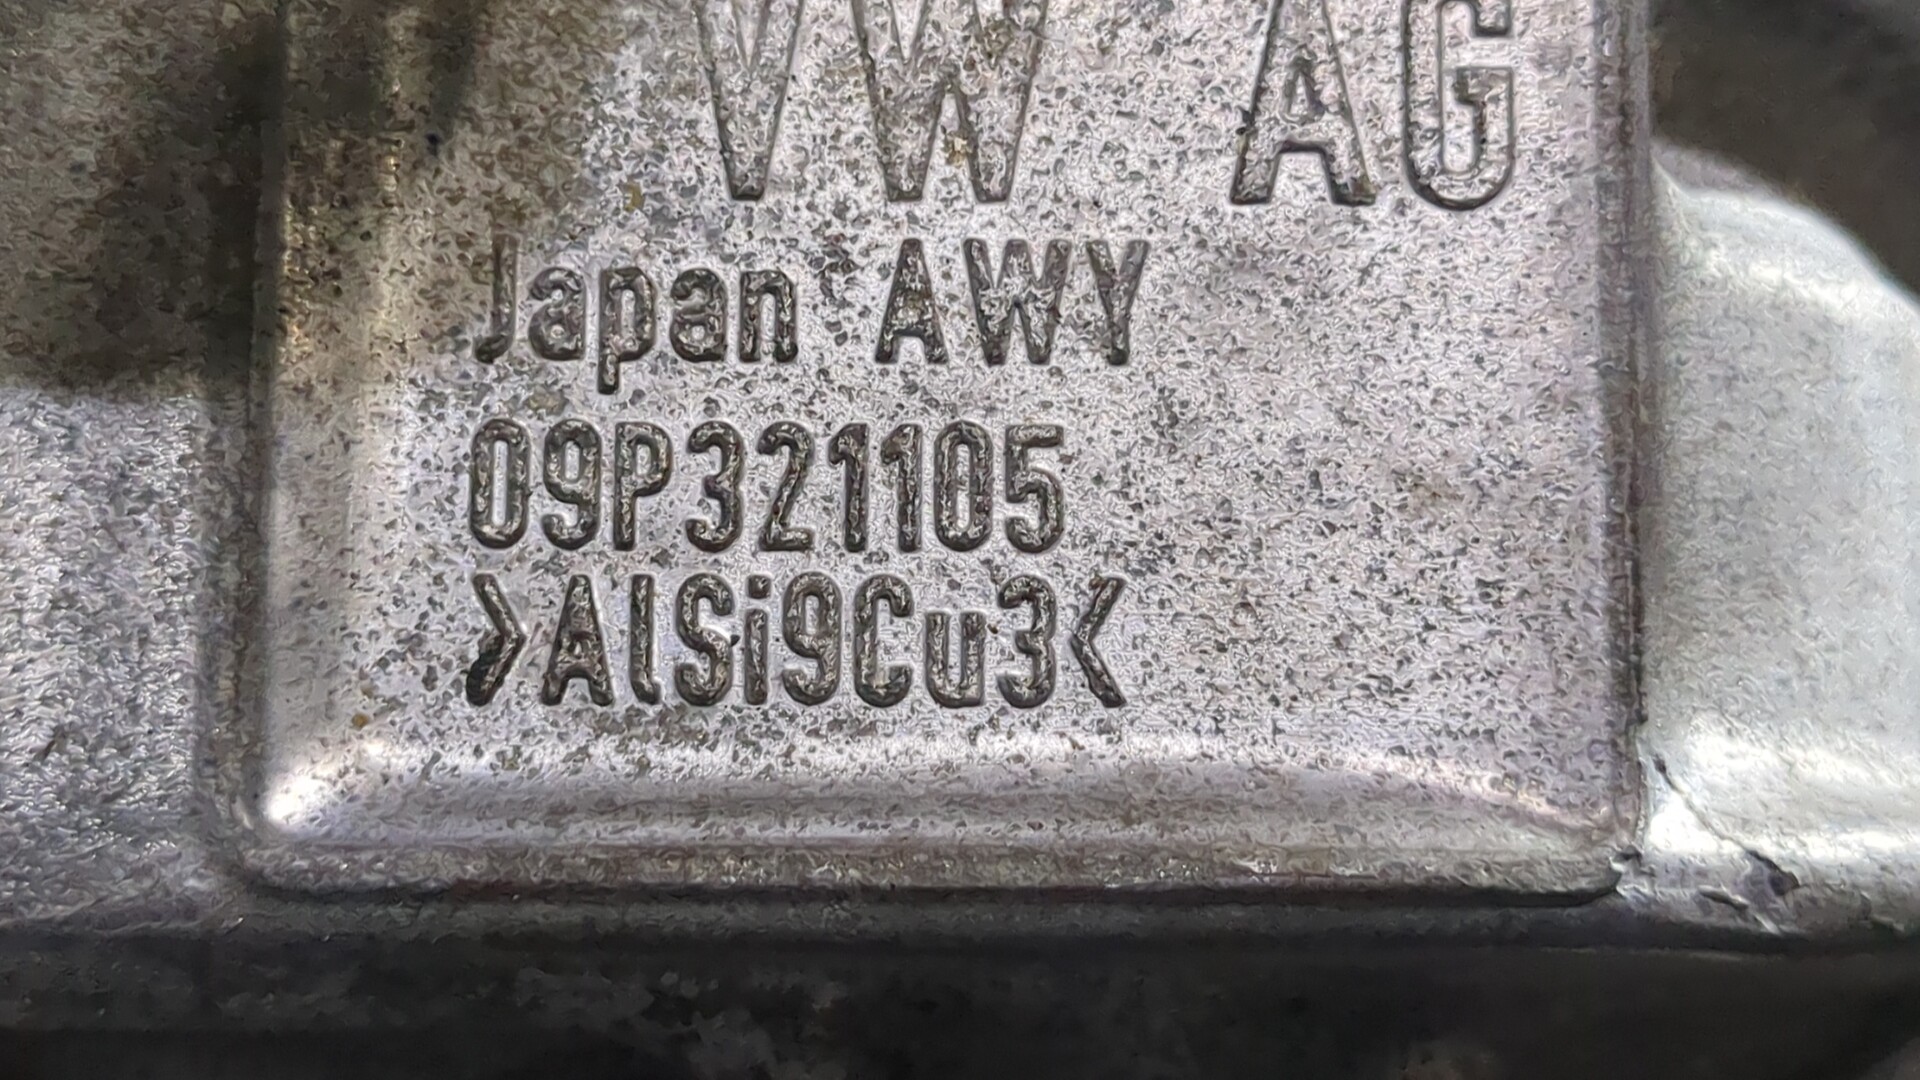 VW AG
Japan AWY
09P321105
>AlSi9Cu3<